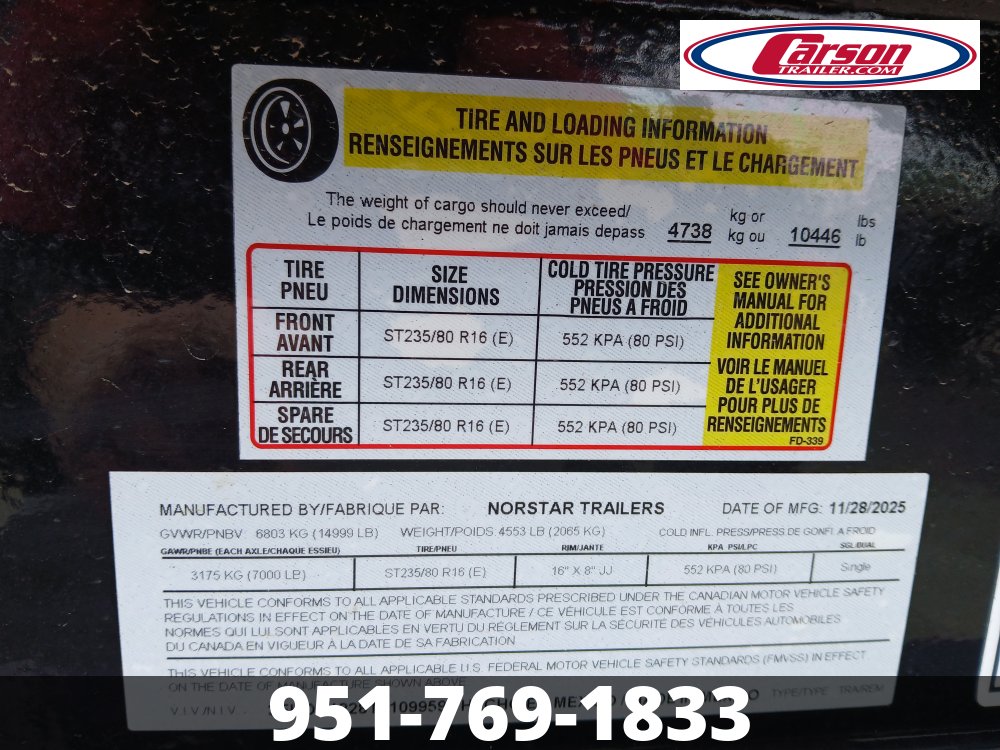 Carson
TRAILER.COM
TIRE AND LOADING INFORMATION
RENSEIGNEMENTS SUR LES PNEUS ET LE CHARGEMENT
The weight of cargo should never exceed/
Le poids de chargement ne doit jamais depass
4738 kg or
kg ou 10446 lbs
lb
TIRE
PNEU
SIZE
DIMENSIONS
COLD TIRE PRESSURE
PRESSION DES
PNEUS A FROID
SEE OWNER'S
MANUAL FOR
ADDITIONAL
INFORMATION
VOIR LE MANUEL
DE L'USAGER
POUR PLUS DE
RENSEIGNEMENTS
FD-339
FRONT
AVANT
ST235/80 R16 (E)
552 KPA (80 PSI)
REAR
ARRIÈRE
ST235/80 R16 (E)
552 KPA (80 PSI)
SPARE
DE SECOURS
ST235/80 R16 (E)
552 KPA (80 PSI)
MANUFACTURED BY/FABRIQUE PAR: NORSTAR TRAILERS DATE OF MFG: 11/28/2025
GVWR/PNBV 6803 KG (14999 LB) WEIGHT/POIDS 4553 LB (2065 KG) COLD INFL. PRESS/PRESS DE GONFL A FROID
GAWR/PNBE (EACH AXLE/CHAQUE ESSIEU) TIRE/PNEU RIM/JANTE KPA PSI/LPC SGL/DUAL
3175 KG (7000 LB) ST235/80 R16 (E) 16" X 8" JJ 552 KPA (80 PSI) Single
THIS VEHICLE CONFORMS TO ALL APPLICABLE STANDARDS PRESCRIBED UNDER THE CANADIAN MOTOR VEHICLE SAFETY
REGULATIONS IN EFFECT ON THE DATE OF MANUFACTURE / CE VÉHICULE EST CONFORME À TOUTES LES
NORMES QUI LUI SONT APPLICABLES EN VERTU DU RÈGLEMENT SUR LA SÉCURITÉ DES VÉHICULES AUTOMOBILES
DU CANADA EN VIGUEUR À LA DATE DE SA FABRICATION
THIS VEHICLE CONFORMS TO ALL APPLICABLE U.S. FEDERAL MOTOR VEHICLE SAFETY STANDARDS (FMVSS) IN EFFECT
ON THE DATE OF MANUFACTURE SHOWN ABOVE
V.I.V./N.I.V. TYPE/TYPE TRA/REM
951-769-1833